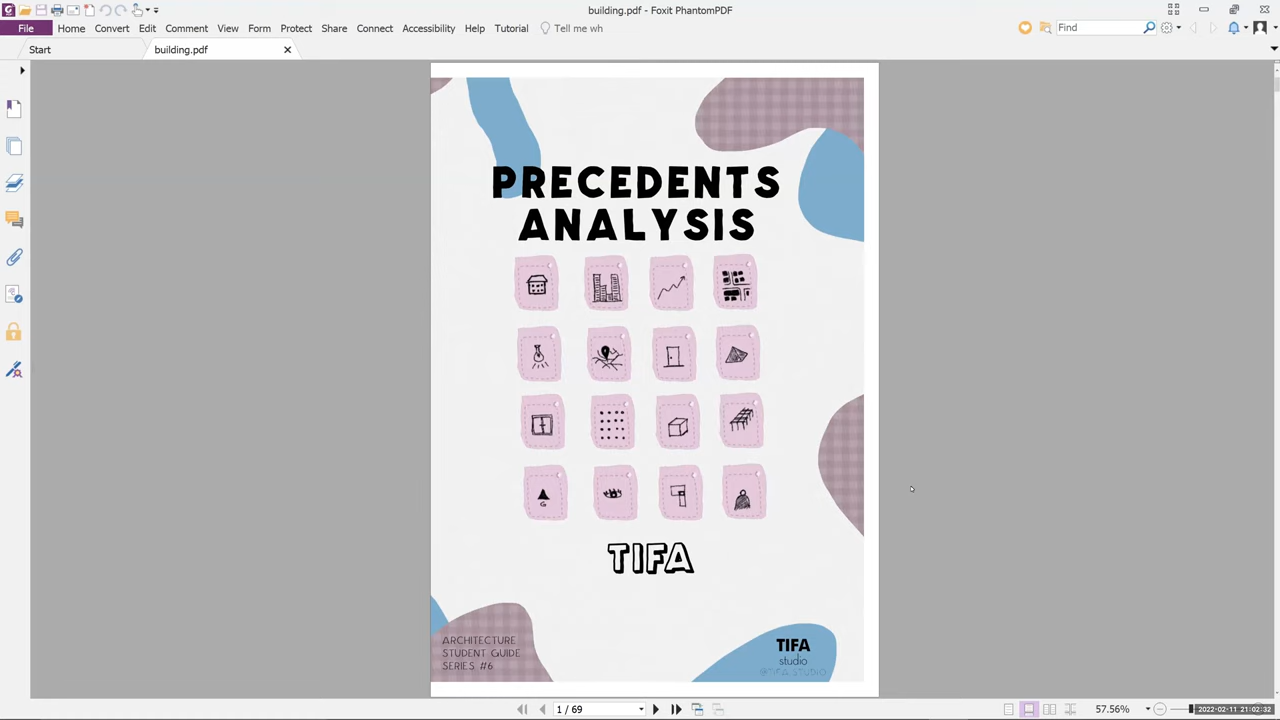 building.pdf - Foxit PhantomPDF
File Home Convert Edit Comment View Form Protect Share Connect Accessibility Help Tutorial Tell me wh Find
Start building.pdf
PRECEDENTS
ANALYSIS
G
TIFA
ARCHITECTURE
STUDENT GUIDE
SERIES #6
TIFA
studio
@TIFA.STUDIO
1 / 69
57.56%
2022-02-11 21:02:32